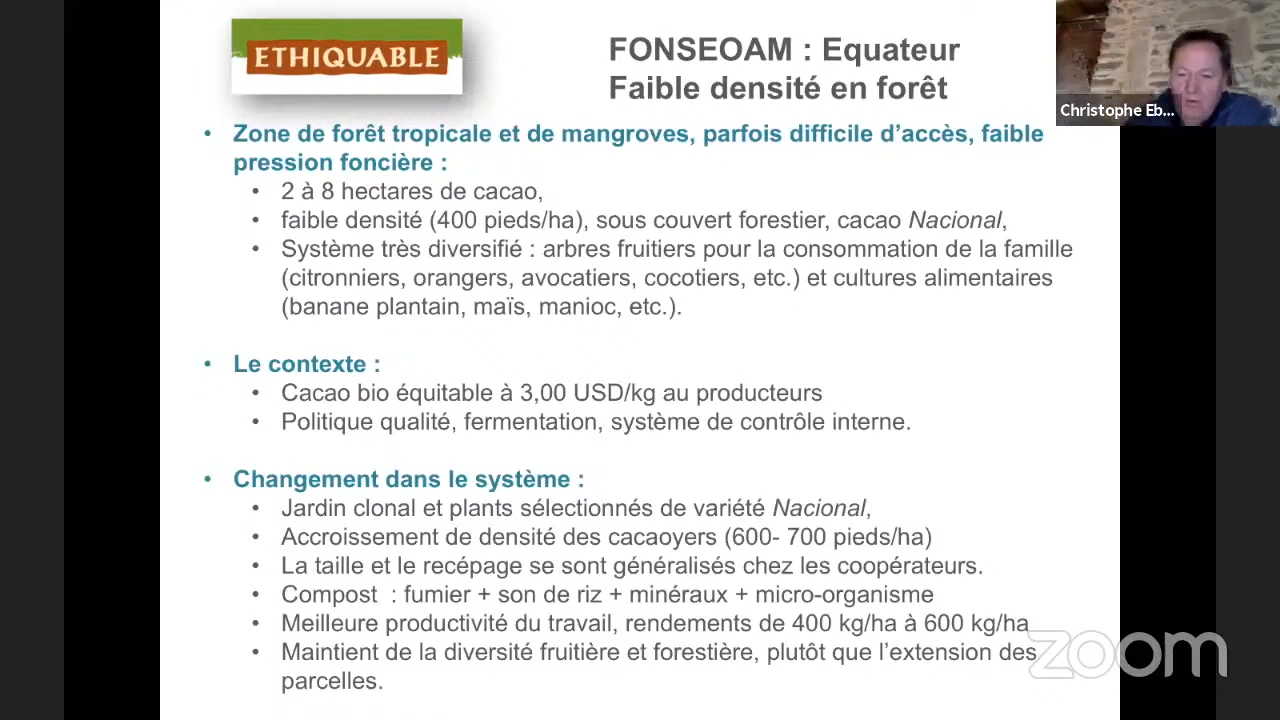 ETHIQUABLE
FONSEOAM : Equateur
Faible densité en forêt
Christophe Eb...
• Zone de forêt tropicale et de mangroves, parfois difficile d'accès, faible
pression foncière :
• 2 à 8 hectares de cacao,
• faible densité (400 pieds/ha), sous couvert forestier, cacao Nacional,
• Système très diversifié : arbres fruitiers pour la consommation de la famille
(citronniers, orangers, avocatiers, cocotiers, etc.) et cultures alimentaires
(banane plantain, maïs, manioc, etc.).
• Le contexte :
• Cacao bio équitable à 3,00 USD/kg au producteurs
• Politique qualité, fermentation, système de contrôle interne.
• Changement dans le système :
• Jardin clonal et plants sélectionnés de variété Nacional,
• Accroissement de densité des cacaoyers (600- 700 pieds/ha)
• La taille et le recépage se sont généralisés chez les coopérateurs.
• Compost : fumier + son de riz + minéraux + micro-organisme
• Meilleure productivité du travail, rendements de 400 kg/ha à 600 kg/ha
• Maintient de la diversité fruitière et forestière, plutôt que l'extension des
parcelles.
zoom